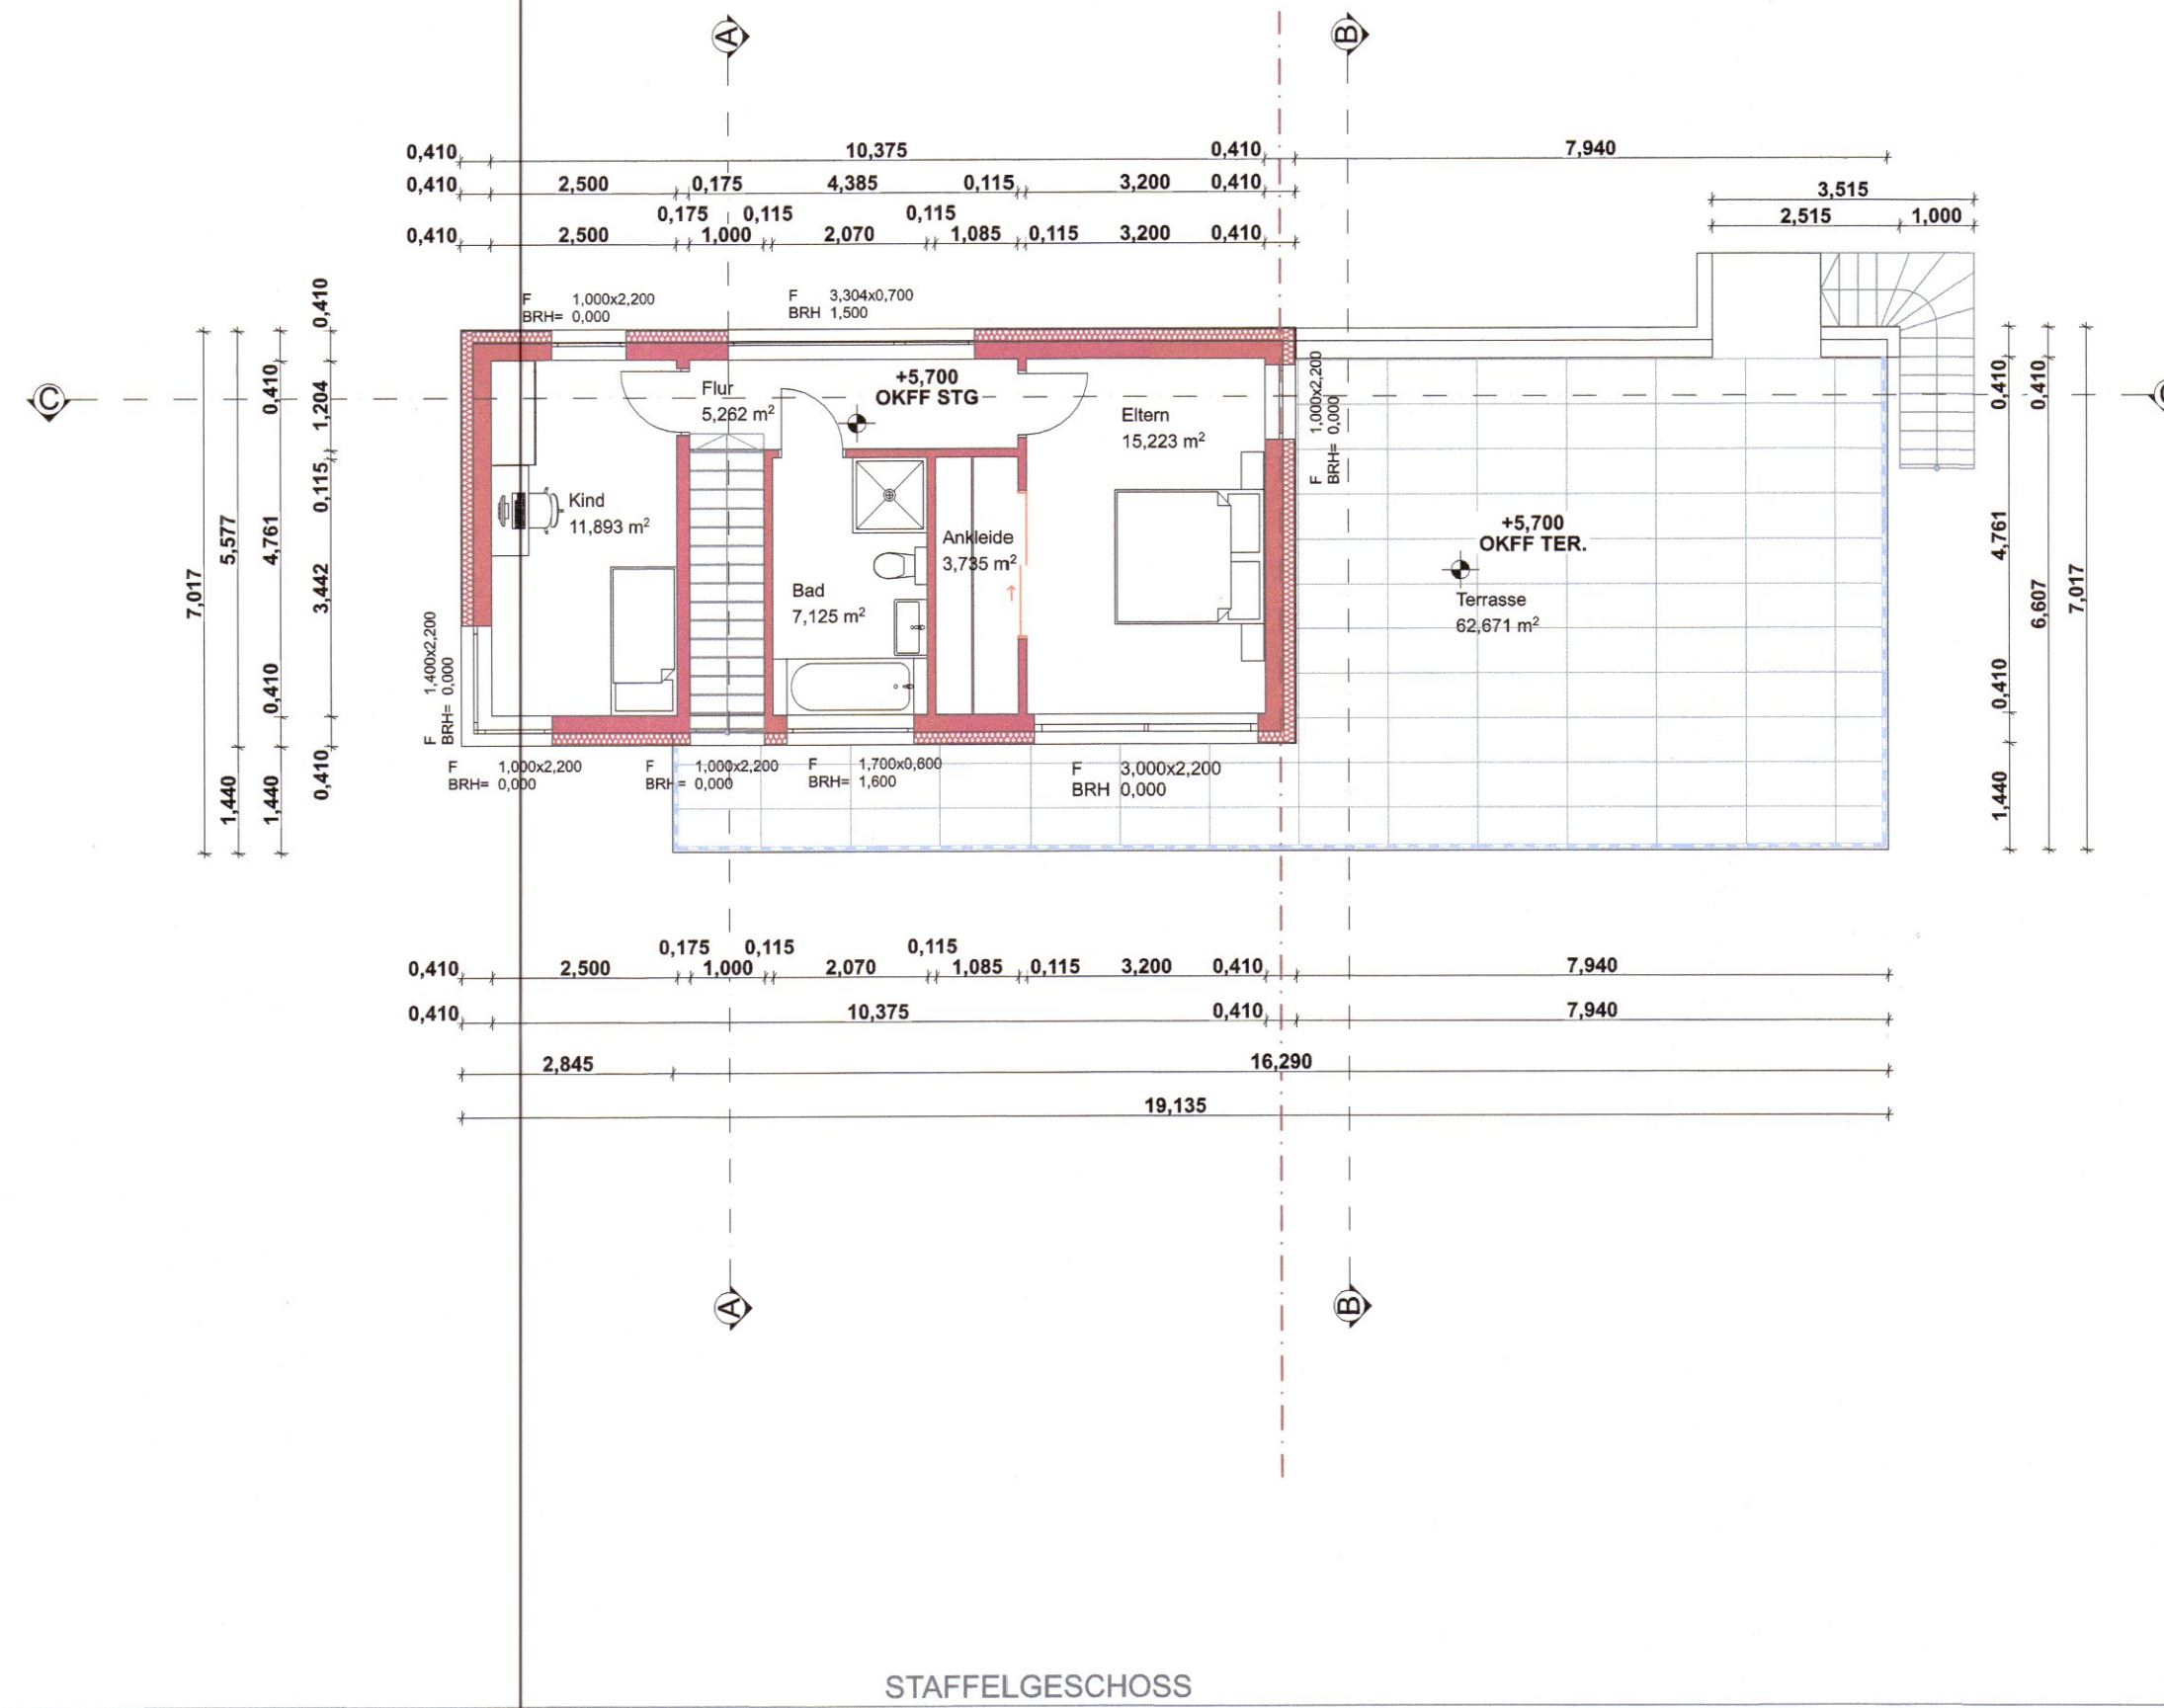 A
B
0,410 10,375 0,410 7,940
0,410 2,500 0,175 4,385 0,115 3,200 0,410
3,515
0,175 0,115 0,115
2,515 1,000
0,410 2,500 1,000 2,070 1,085 0,115 3,200 0,410
F 1,000x2,200
BRH= 0,000
F 3,304x0,700
BRH 1,500
C
7,017
5,577
1,440
0,410
4,761
0,410
1,440
0,410
1,204
0,115
3,442
0,410
Flur
5,262 m²
+5,700
OKFF STG
Eltern
15,223 m²
F 1,000x2,200
BRH= 0,000
Kind
11,893 m²
Ankleide
3,735 m²
Bad
7,125 m²
+5,700
OKFF TER.
Terrasse
62,671 m²
0,410
4,761
0,410
1,440
0,410
6,607
7,017
F 1,400x2,200
BRH= 0,000
F 1,000x2,200
BRH= 0,000
F 1,000x2,200
BRH= 0,000
F 1,700x0,600
BRH= 1,600
F 3,000x2,200
BRH 0,000
0,175 0,115 0,115
0,410 2,500 1,000 2,070 1,085 0,115 3,200 0,410 7,940
0,410 10,375 0,410 7,940
2,845 16,290
19,135
A
B
STAFFELGESCHOSS